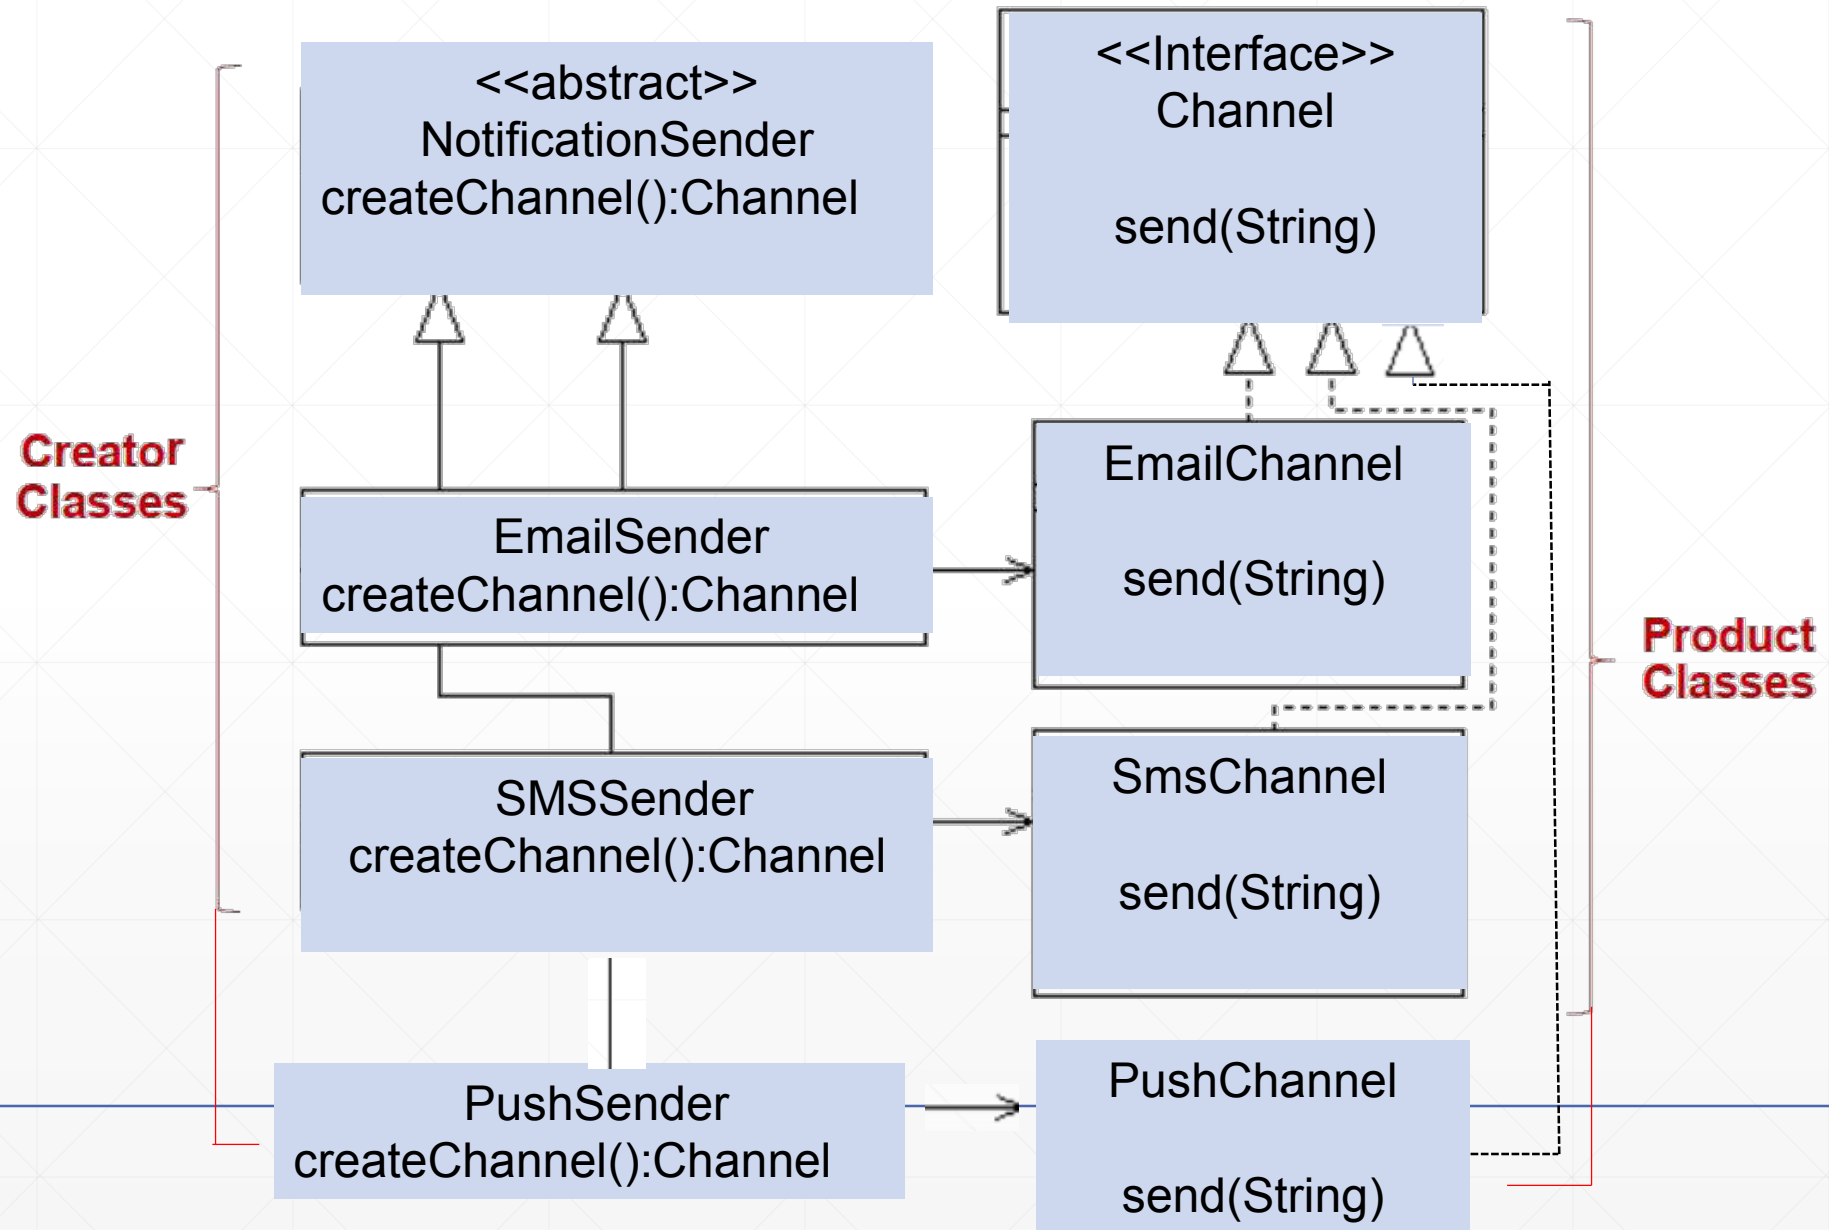 <<abstract>>
NotificationSender
createChannel():Channel
<<Interface>>
Channel
send(String)
Creator
Classes
EmailSender
createChannel():Channel
EmailChannel
send(String)
Product
Classes
SMSSender
createChannel():Channel
SmsChannel
send(String)
PushSender
createChannel():Channel
PushChannel
send(String)